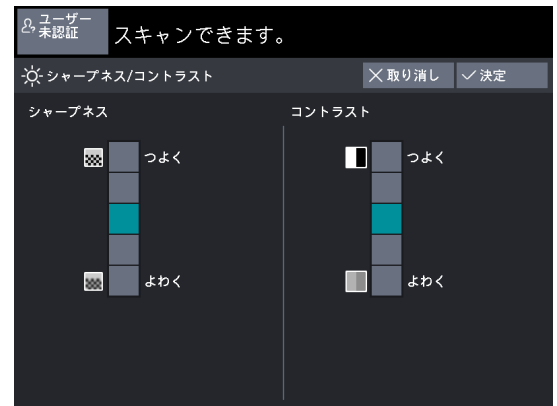 ユーザー
未認証
スキャンできます。
シャープネス/コントラスト
取り消し
決定
シャープネス
コントラスト
つよく
つよく
よわく
よわく